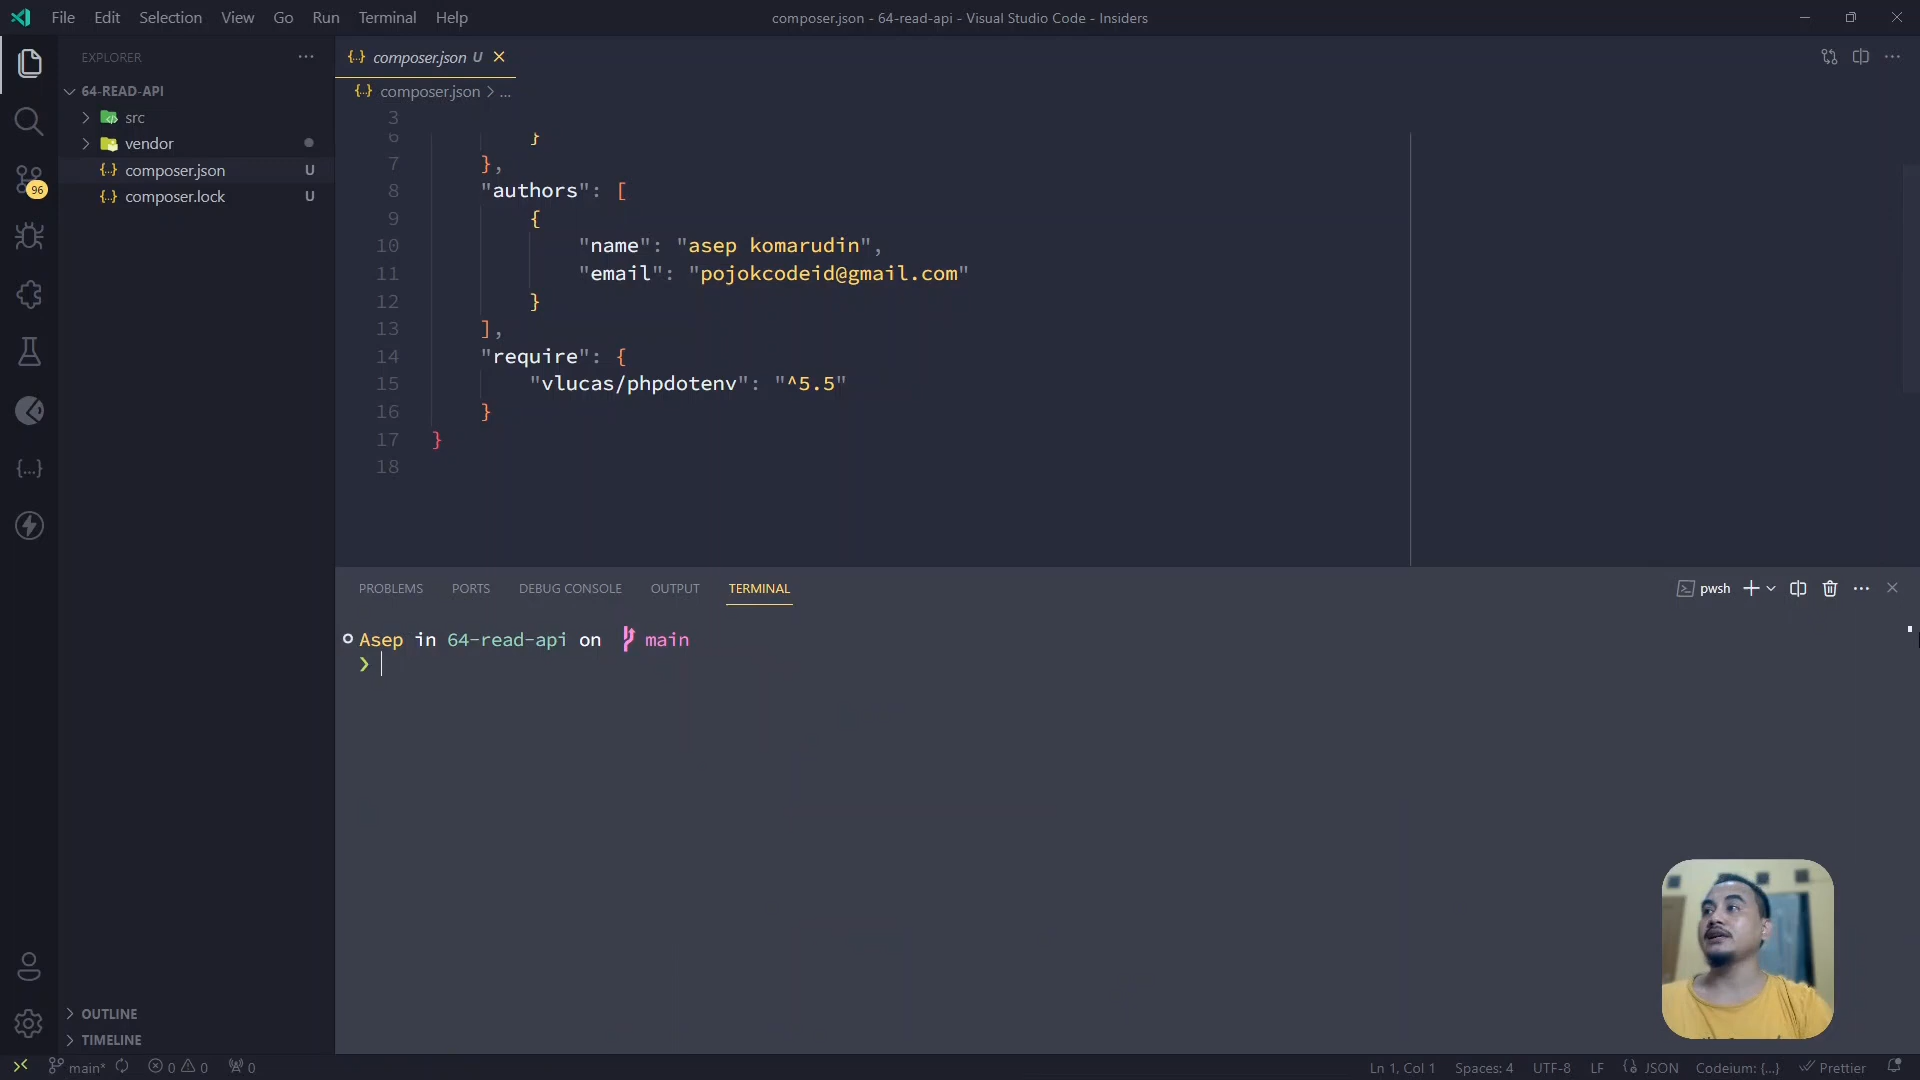 File Edit Selection View Go Run Terminal Help
composer.json - 64-read-api - Visual Studio Code - Insiders
EXPLORER
64-READ-API
src
vendor
composer.json U
composer.lock U
96
OUTLINE
TIMELINE
composer.json U
composer.json > ...
3
6 }
7 },
8 "authors": [
9 {
10 "name": "asep komarudin",
11 "email": "pojokcodeid@gmail.com"
12 }
13 ],
14 "require": {
15 "vlucas/phpdotenv": "^5.5"
16 }
17 }
18
PROBLEMS PORTS DEBUG CONSOLE OUTPUT TERMINAL
pwsh
Asep in 64-read-api on main
❯
main* 0 0 0
Ln 1, Col 1 Spaces: 4 UTF-8 LF JSON Codeium: {...} Prettier